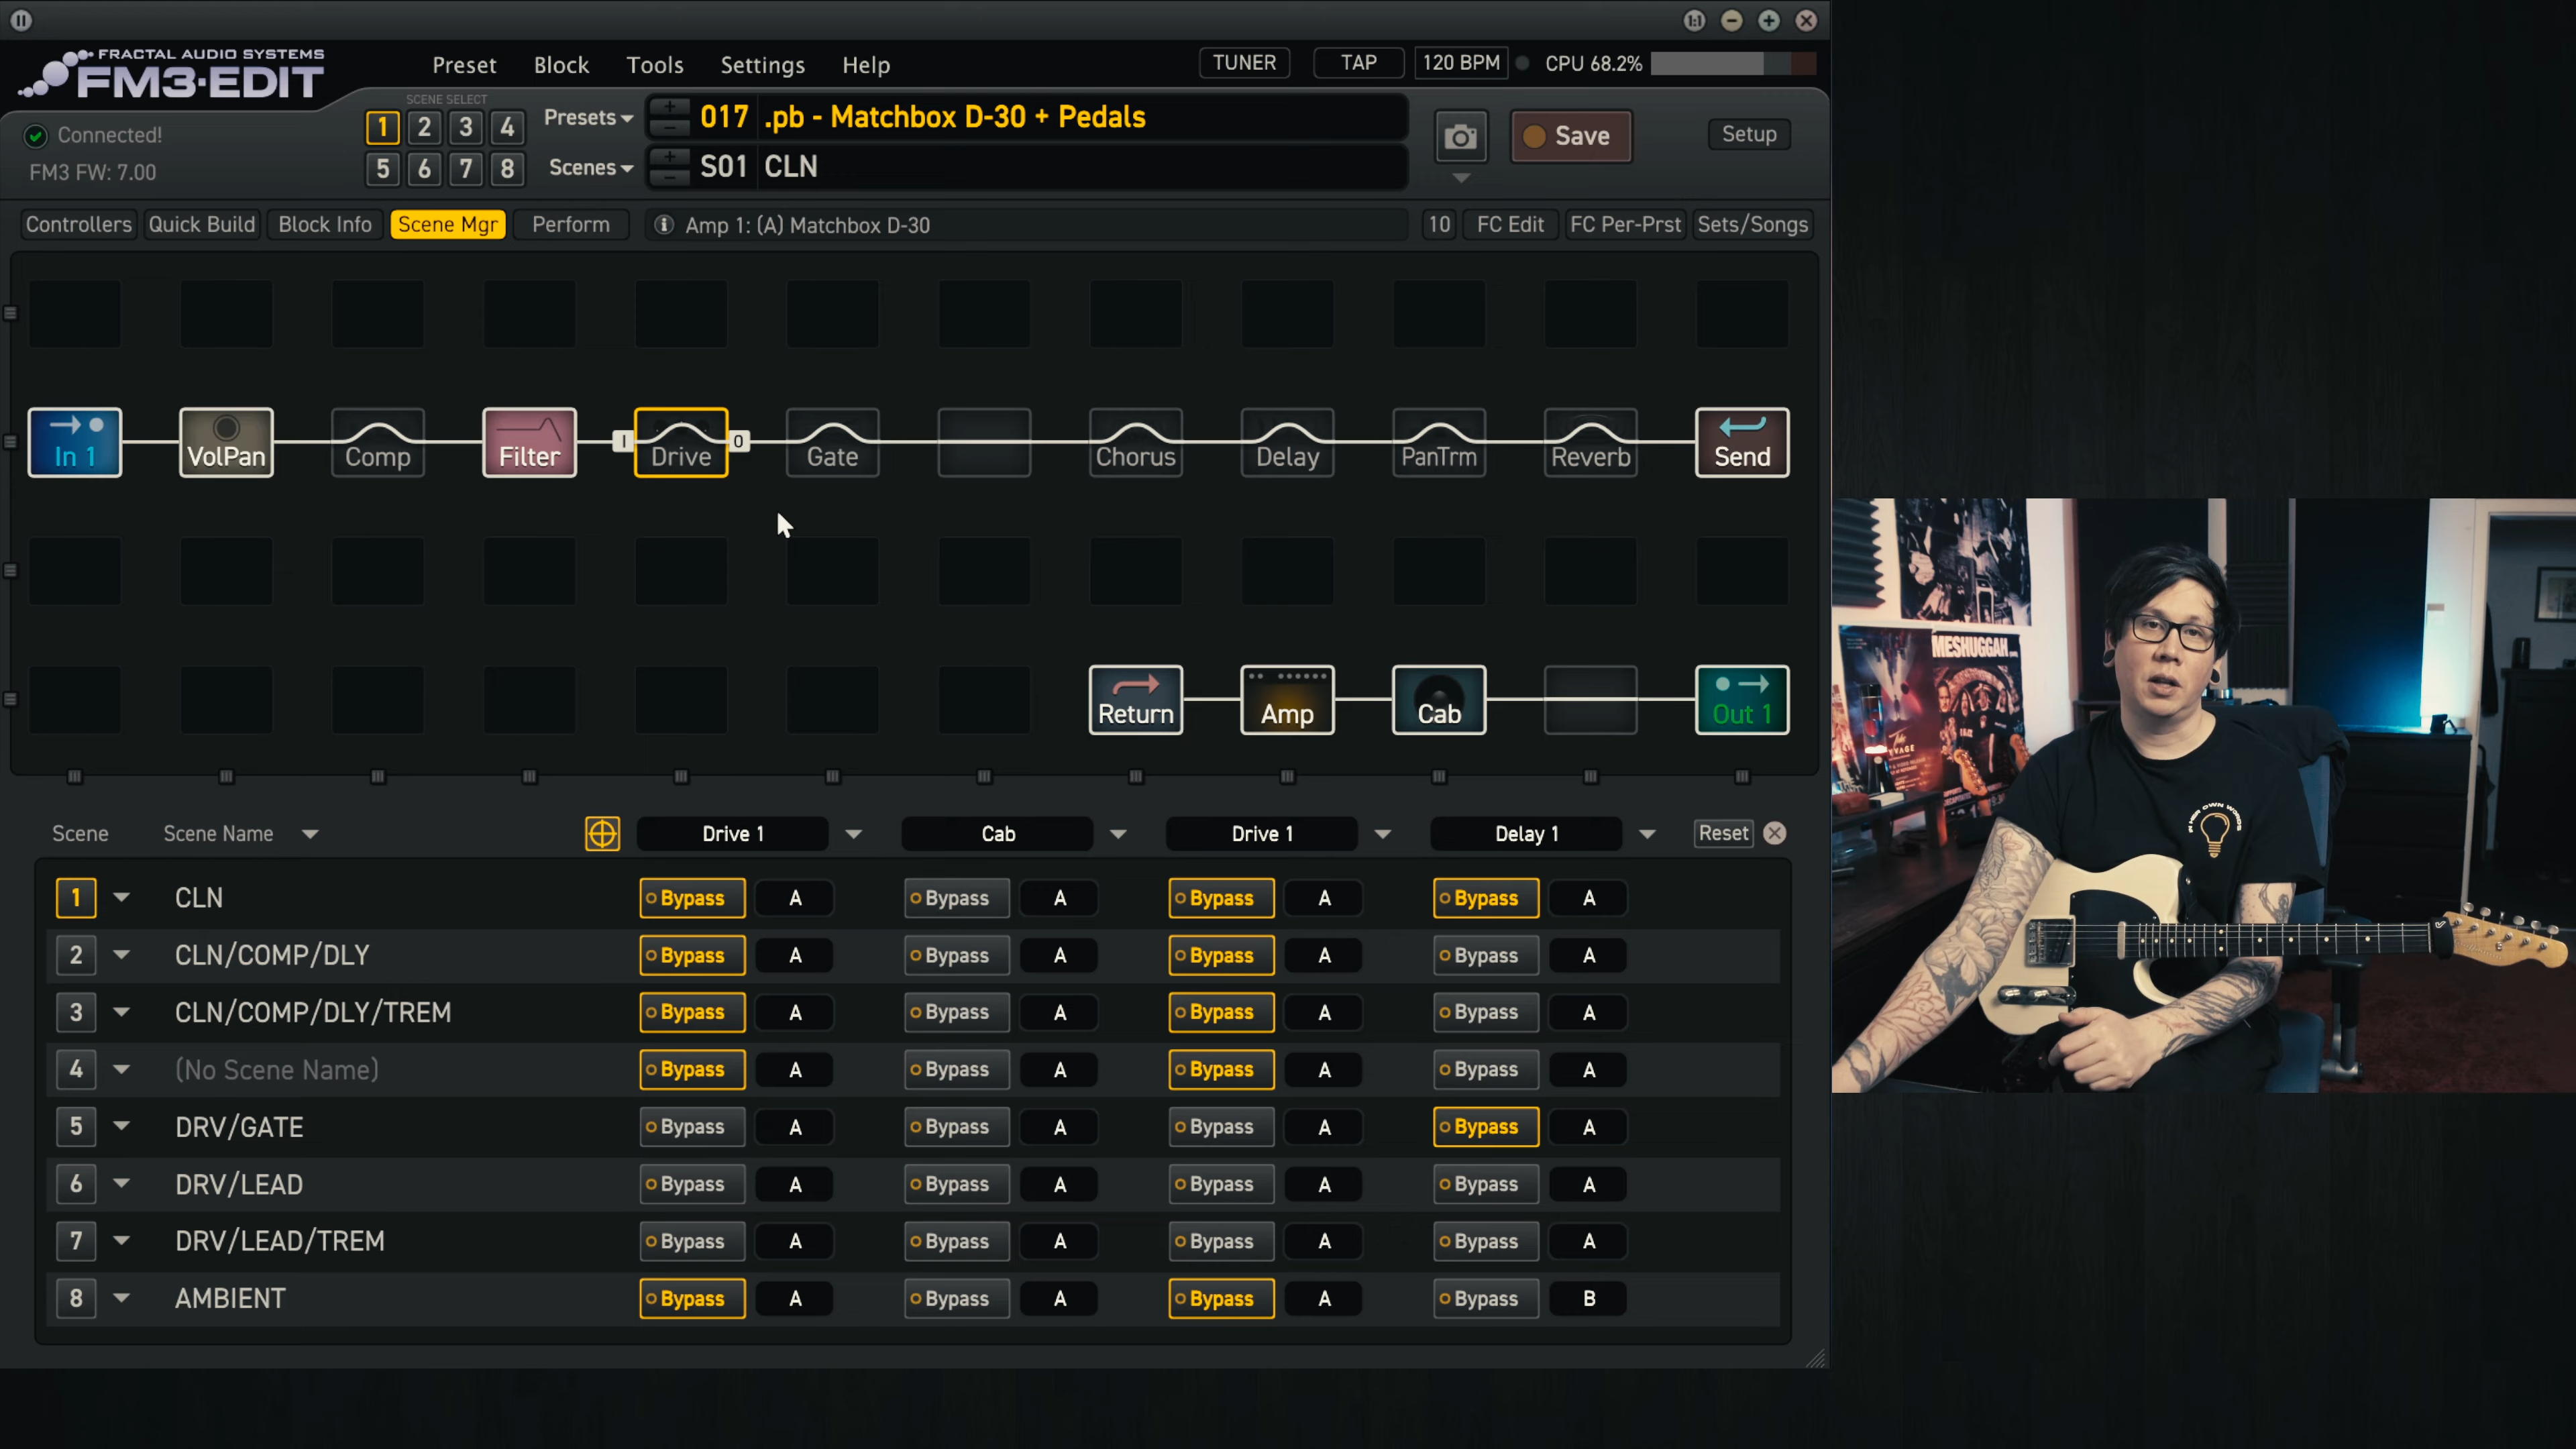 FRACTAL AUDIO SYSTEMS
FM3-EDIT
Preset Block Tools Settings Help
TUNER TAP 120 BPM CPU 68.2%
1:1
Connected!
FM3 FW: 7.00
SCENE SELECT
1 2 3 4
5 6 7 8
Presets 017 .pb - Matchbox D-30 + Pedals
Scenes S01 CLN
Save Setup
Controllers Quick Build Block Info Scene Mgr Perform
Amp 1: (A) Matchbox D-30
10 FC Edit FC Per-Prst Sets/Songs
In 1 VolPan Comp Filter I Drive O Gate Chorus Delay PanTrm Reverb Send
Return Amp Cab Out 1
Scene Scene Name Drive 1 Cab Drive 1 Delay 1 Reset
1 CLN Bypass A Bypass A Bypass A Bypass A
2 CLN/COMP/DLY Bypass A Bypass A Bypass A Bypass A
3 CLN/COMP/DLY/TREM Bypass A Bypass A Bypass A Bypass A
4 (No Scene Name) Bypass A Bypass A Bypass A Bypass A
5 DRV/GATE Bypass A Bypass A Bypass A Bypass A
6 DRV/LEAD Bypass A Bypass A Bypass A Bypass A
7 DRV/LEAD/TREM Bypass A Bypass A Bypass A Bypass A
8 AMBIENT Bypass A Bypass A Bypass A Bypass B
MESHUGGAH
IN HER OWN WORDS